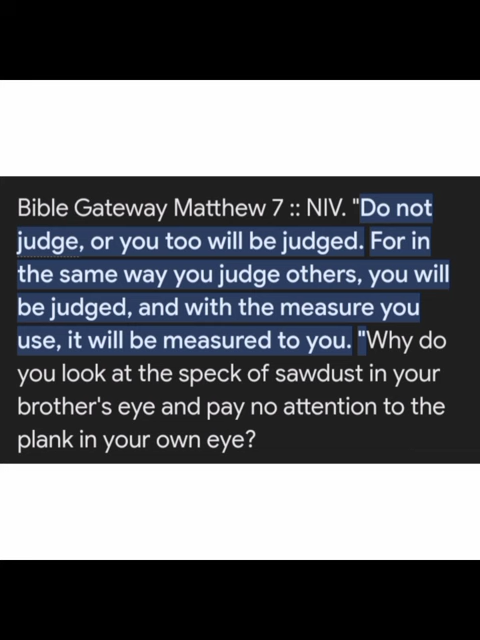 Bible Gateway Matthew 7 :: NIV. "Do not
judge, or you too will be judged. For in
the same way you judge others, you will
be judged, and with the measure you
use, it will be measured to you. "Why do
you look at the speck of sawdust in your
brother's eye and pay no attention to the
plank in your own eye?